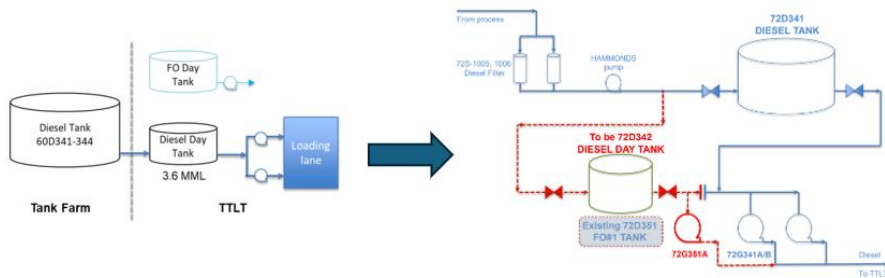 FO Day
Tank
Diesel Tank
60D341-344
Diesel Day
Tank
3.6 MML
Loading
lane
Tank Farm
TTLT
From process
72S-1005, 1006
Diesel Filter
HAMMONDS
pump
72D341
DIESEL TANK
To be 72D342
DIESEL DAY TANK
Existing 72D351
FO#1 TANK
72G351A
72G341A/B
Diesel
To TTLT